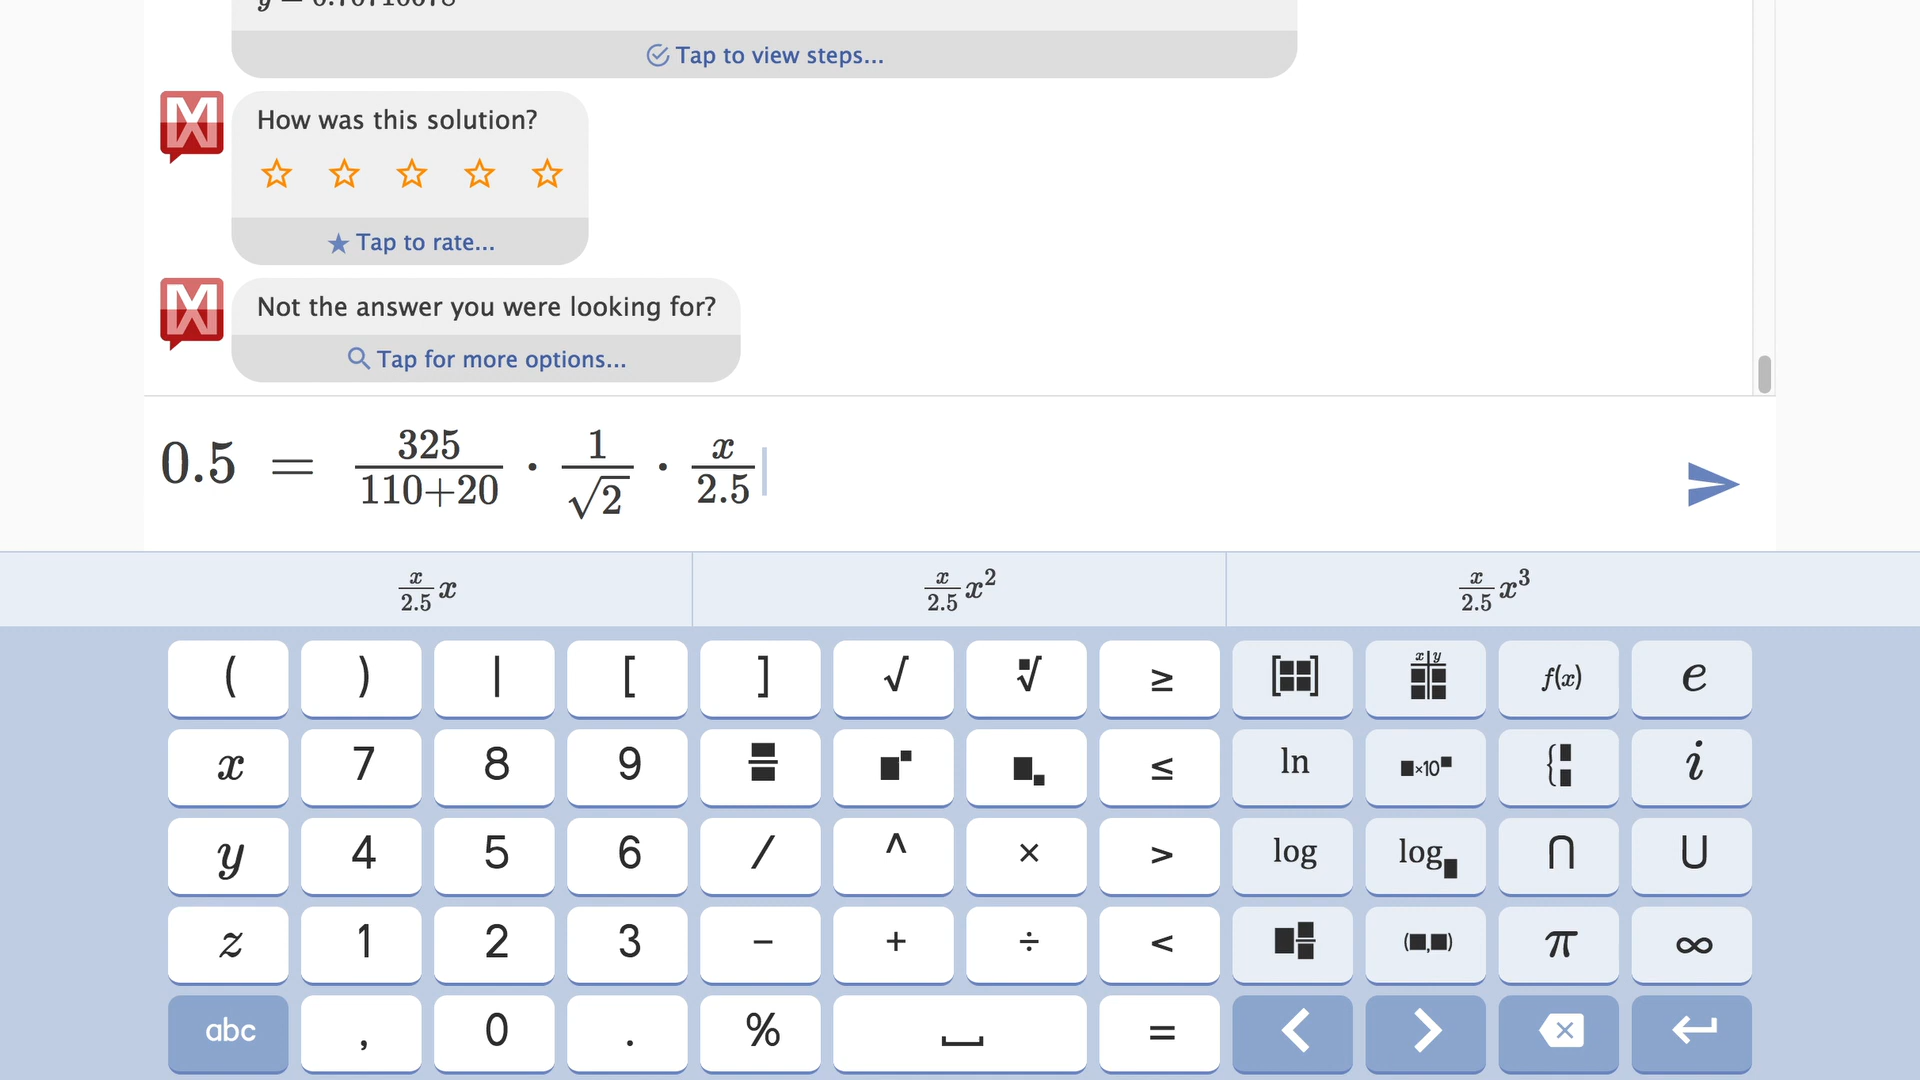 Tap to view steps...
How was this solution?
Tap to rate...
Not the answer you were looking for?
Tap for more options...
0.5 = 325/(110+20) · 1/√2 · x/2.5
x/2.5 x x/2.5 x² x/2.5 x³
( ) | [ ] √ ∛ ≥ [▪▪] x|y f(x) e
x 7 8 9 ≤ ln ×10 { i
y 4 5 6 / ^ × > log log ∩ ∪
z 1 2 3 − + ÷ < ( , ) π ∞
abc , 0 . % =